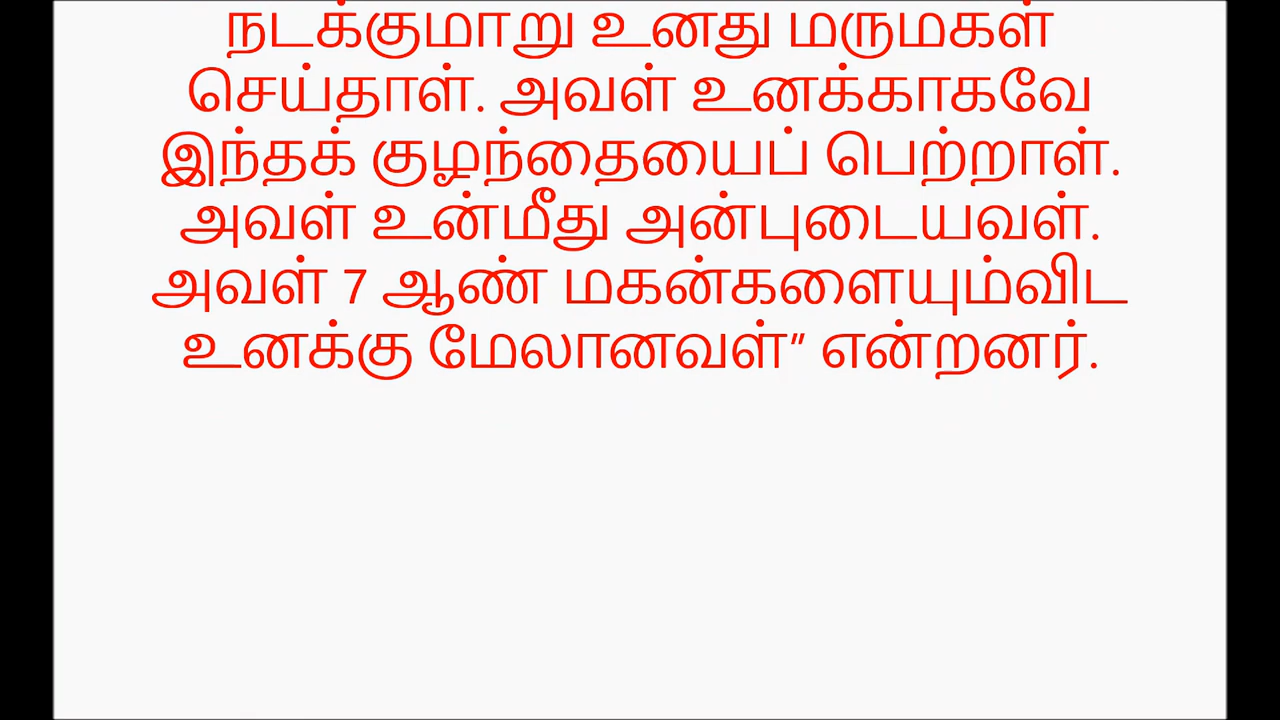 நடக்குமாறு உனது மருமகள்
செய்தாள். அவள் உனக்காகவே
இந்தக் குழந்தையைப் பெற்றாள்.
அவள் உன்மீது அன்புடையவள்.
அவள் 7 ஆண் மகன்களையும்விட
உனக்கு மேலானவள்” என்றனர்.